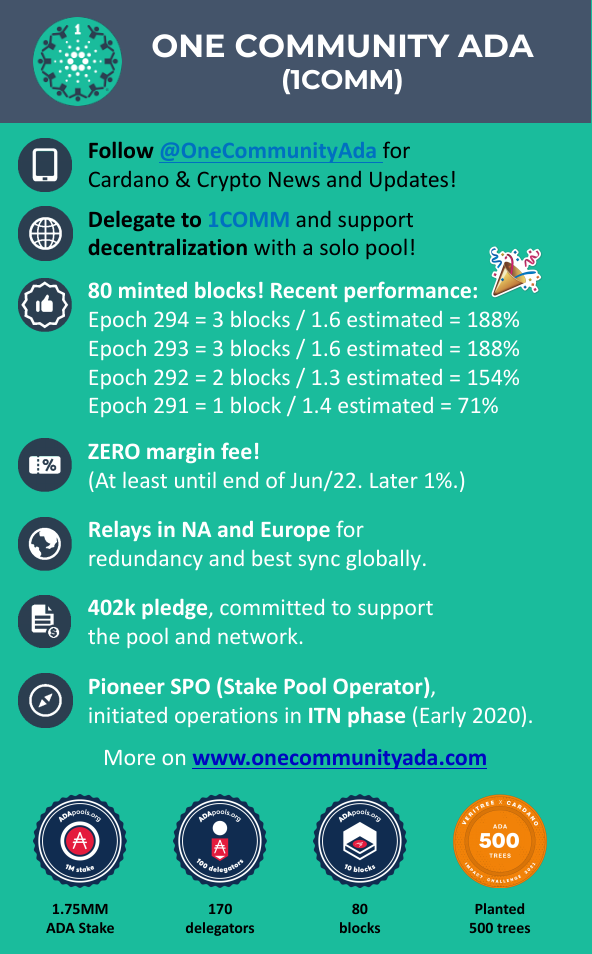 1
ONE COMMUNITY ADA
(1COMM)
Follow @OneCommunityAda for
Cardano & Crypto News and Updates!
Delegate to 1COMM and support
decentralization with a solo pool!
80 minted blocks! Recent performance:
Epoch 294 = 3 blocks / 1.6 estimated = 188%
Epoch 293 = 3 blocks / 1.6 estimated = 188%
Epoch 292 = 2 blocks / 1.3 estimated = 154%
Epoch 291 = 1 block / 1.4 estimated = 71%
%
ZERO margin fee!
(At least until end of Jun/22. Later 1%.)
Relays in NA and Europe for
redundancy and best sync globally.
$
402k pledge, committed to support
the pool and network.
Pioneer SPO (Stake Pool Operator),
initiated operations in ITN phase (Early 2020).
More on www.onecommunityada.com
ADApools.org
1M stake
ADApools.org
100 delegators
ADApools.org
10 blocks
VERITREE X CARDANO
ADA
500
TREES
IMPACT CHALLENGE 2021
1.75MM
ADA Stake
170
delegators
80
blocks
Planted
500 trees